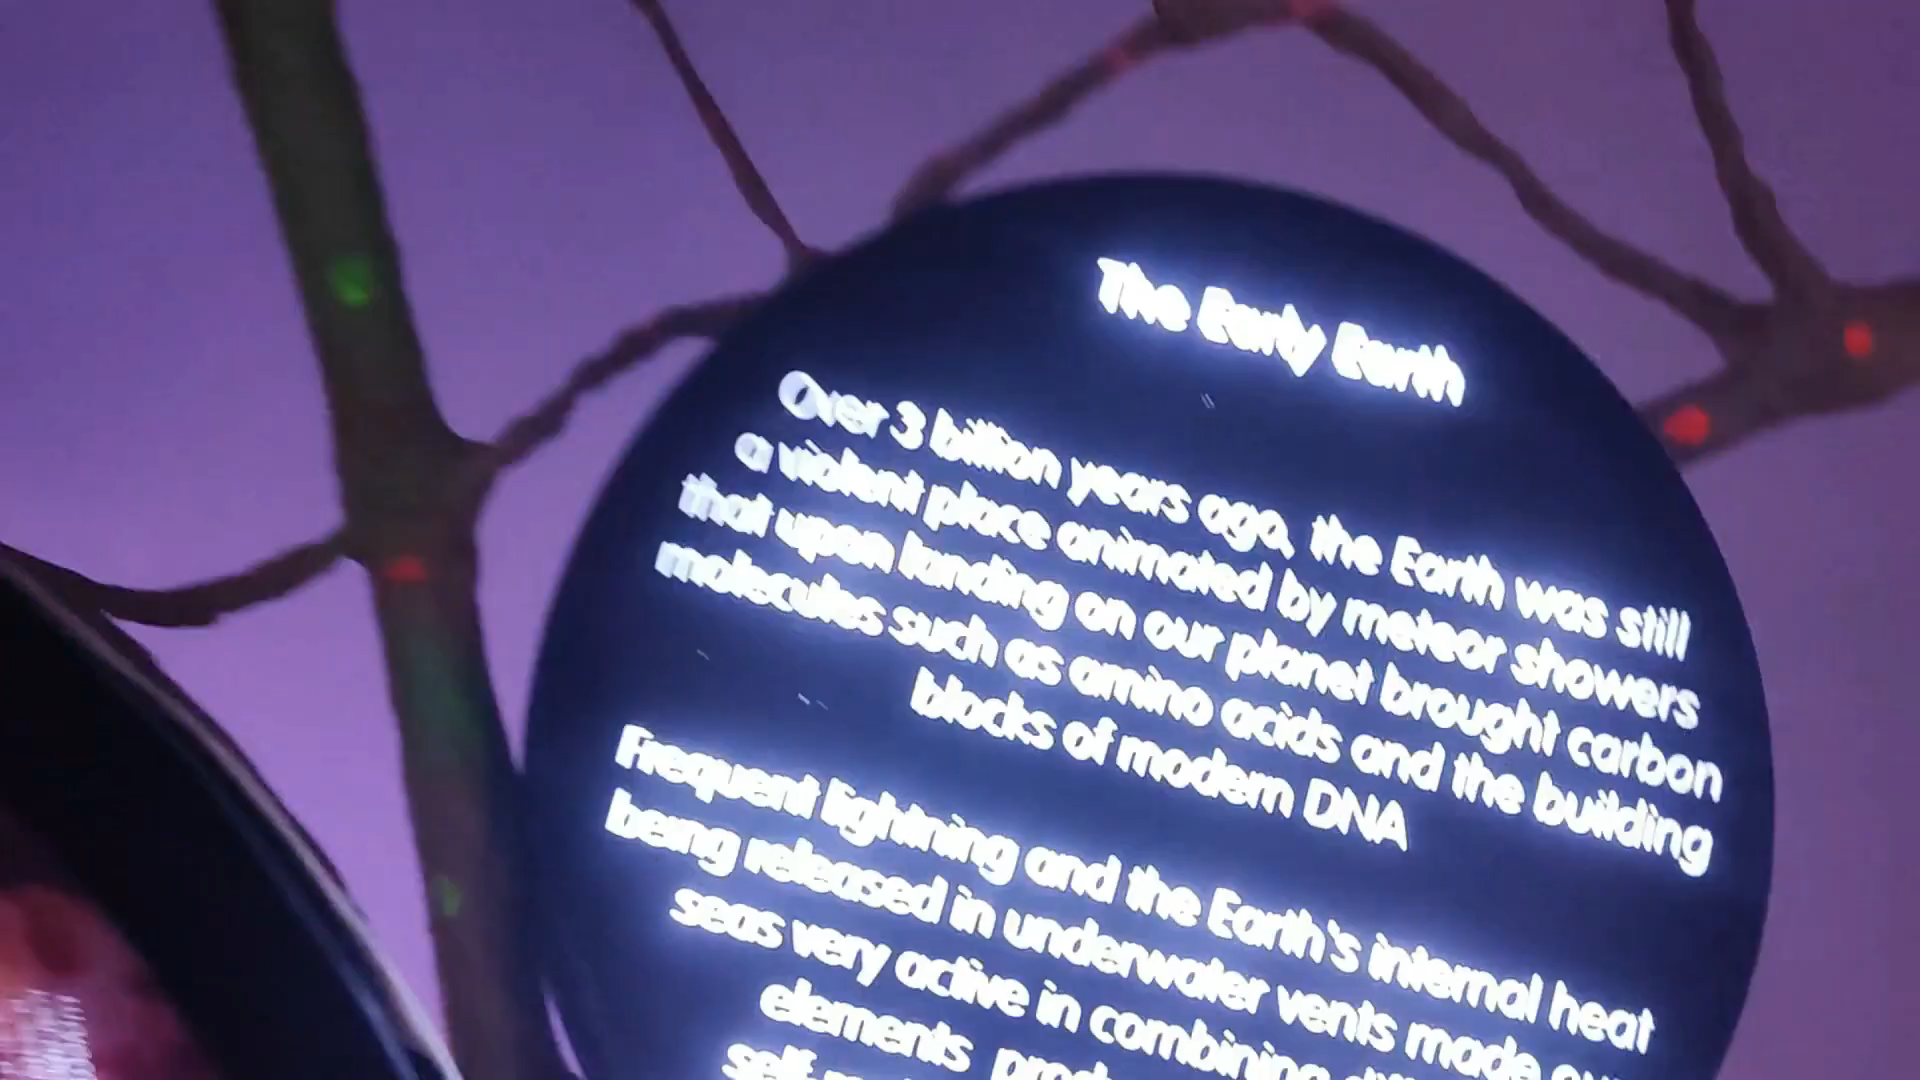 The Early Earth
Over 3 billion years ago, the Earth was still
a violent place animated by meteor showers
that upon landing on our planet brought carbon
molecules such as amino acids and the building
blocks of modern DNA
Frequent lightning and the Earth's internal heat
being released in underwater vents made our
seas very active in combining
elements